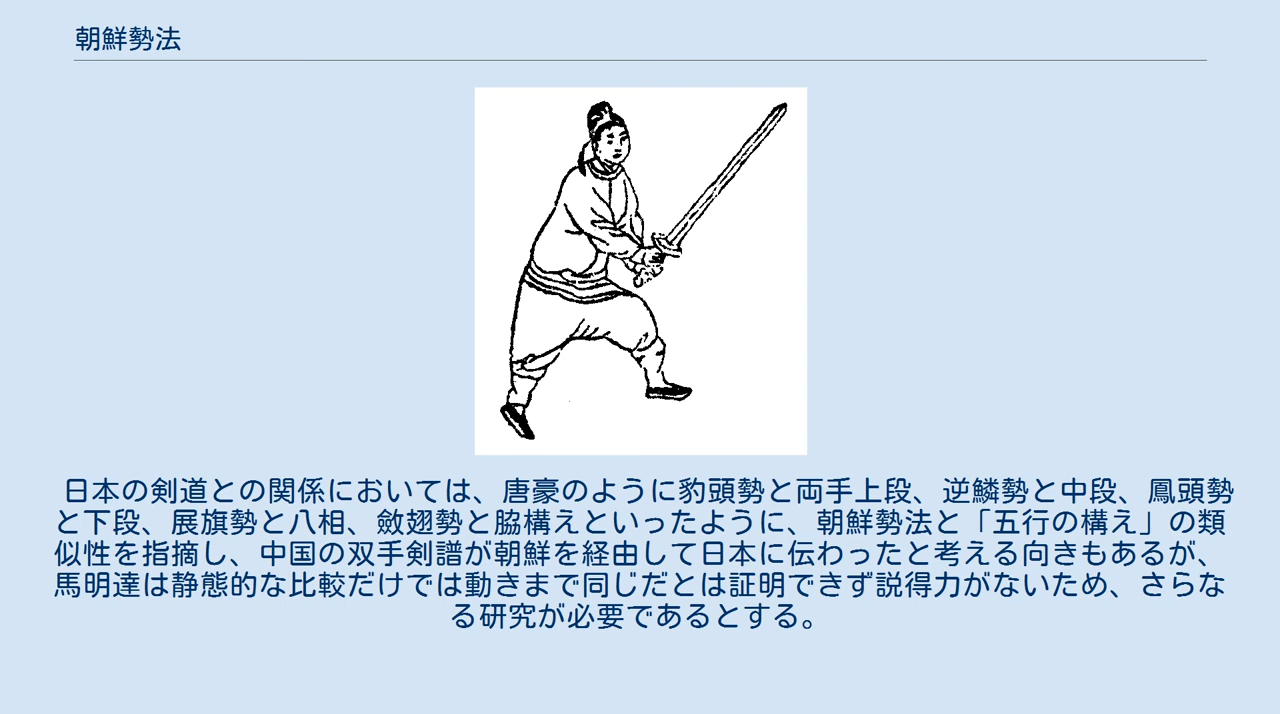 朝鮮勢法
日本の剣道との関係においては、唐豪のように豹頭勢と両手上段、逆鱗勢と中段、鳳頭勢
と下段、展旗勢と八相、斂翅勢と脇構えといったように、朝鮮勢法と「五行の構え」の類
似性を指摘し、中国の双手剣譜が朝鮮を経由して日本に伝わったと考える向きもあるが、
馬明達は静態的な比較だけでは動きまで同じだとは証明できず説得力がないため、さらな
る研究が必要であるとする。